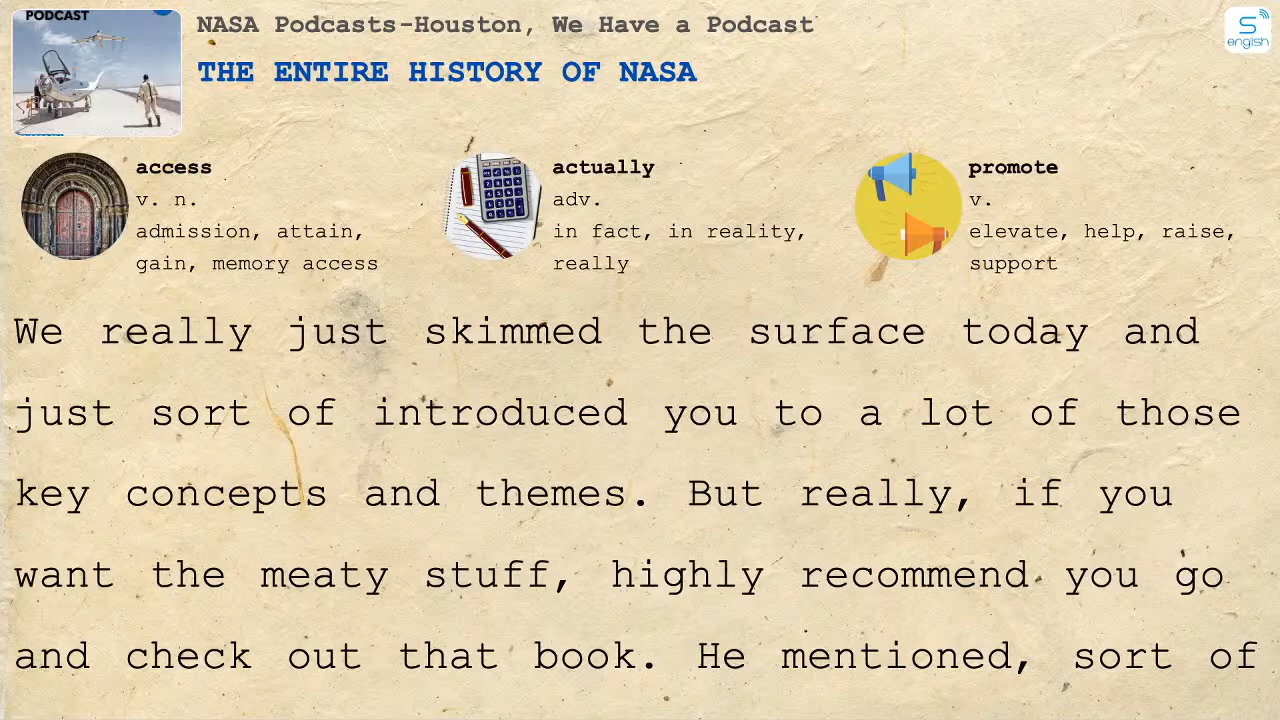 PODCAST
NASA Podcasts-Houston, We Have a Podcast
THE ENTIRE HISTORY OF NASA
S
english
access
v. n.
admission, attain,
gain, memory access
actually
adv.
in fact, in reality,
really
promote
v.
elevate, help, raise,
support
We really just skimmed the surface today and
just sort of introduced you to a lot of those
key concepts and themes. But really, if you
want the meaty stuff, highly recommend you go
and check out that book. He mentioned, sort of